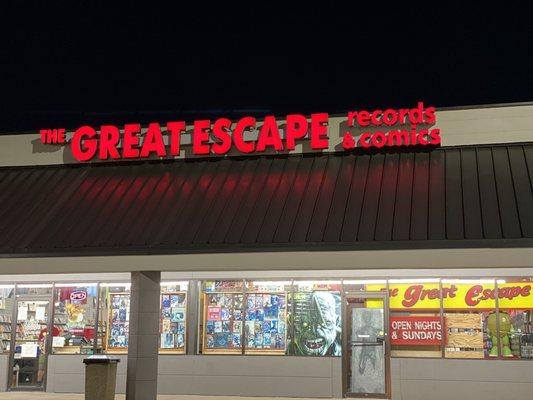 THE GREAT ESCAPE records & comics
OPEN
The Great Escape
OPEN NIGHTS
& SUNDAYS